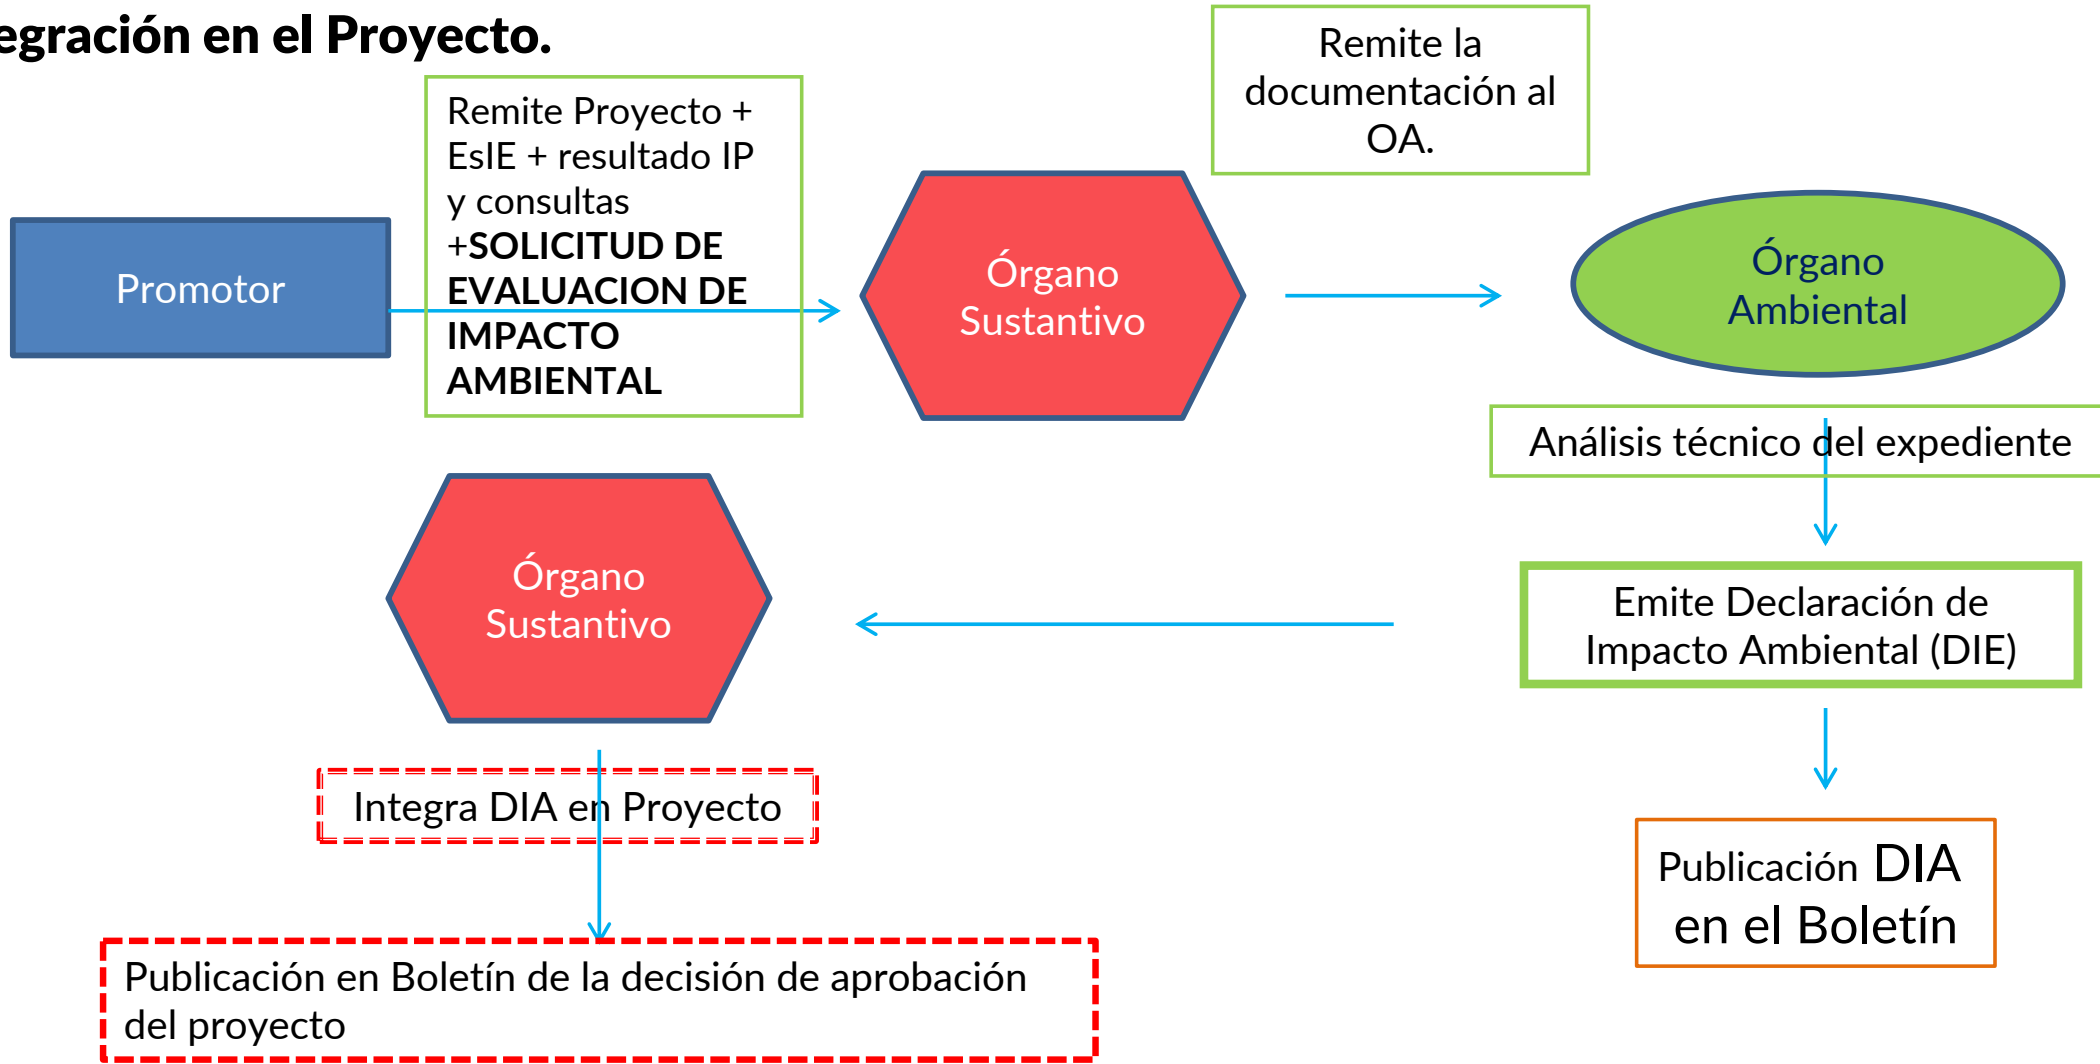 egración en el Proyecto.
Remite la
documentación al
OA.
Remite Proyecto +
EsIE + resultado IP
y consultas
+SOLICITUD DE
EVALUACION DE
IMPACTO
AMBIENTAL
Promotor
Órgano
Sustantivo
Órgano
Ambiental
Análisis técnico del expediente
Emite Declaración de
Impacto Ambiental (DIE)
Órgano
Sustantivo
Integra DIA en Proyecto
Publicación DIA
en el Boletín
Publicación en Boletín de la decisión de aprobación
del proyecto